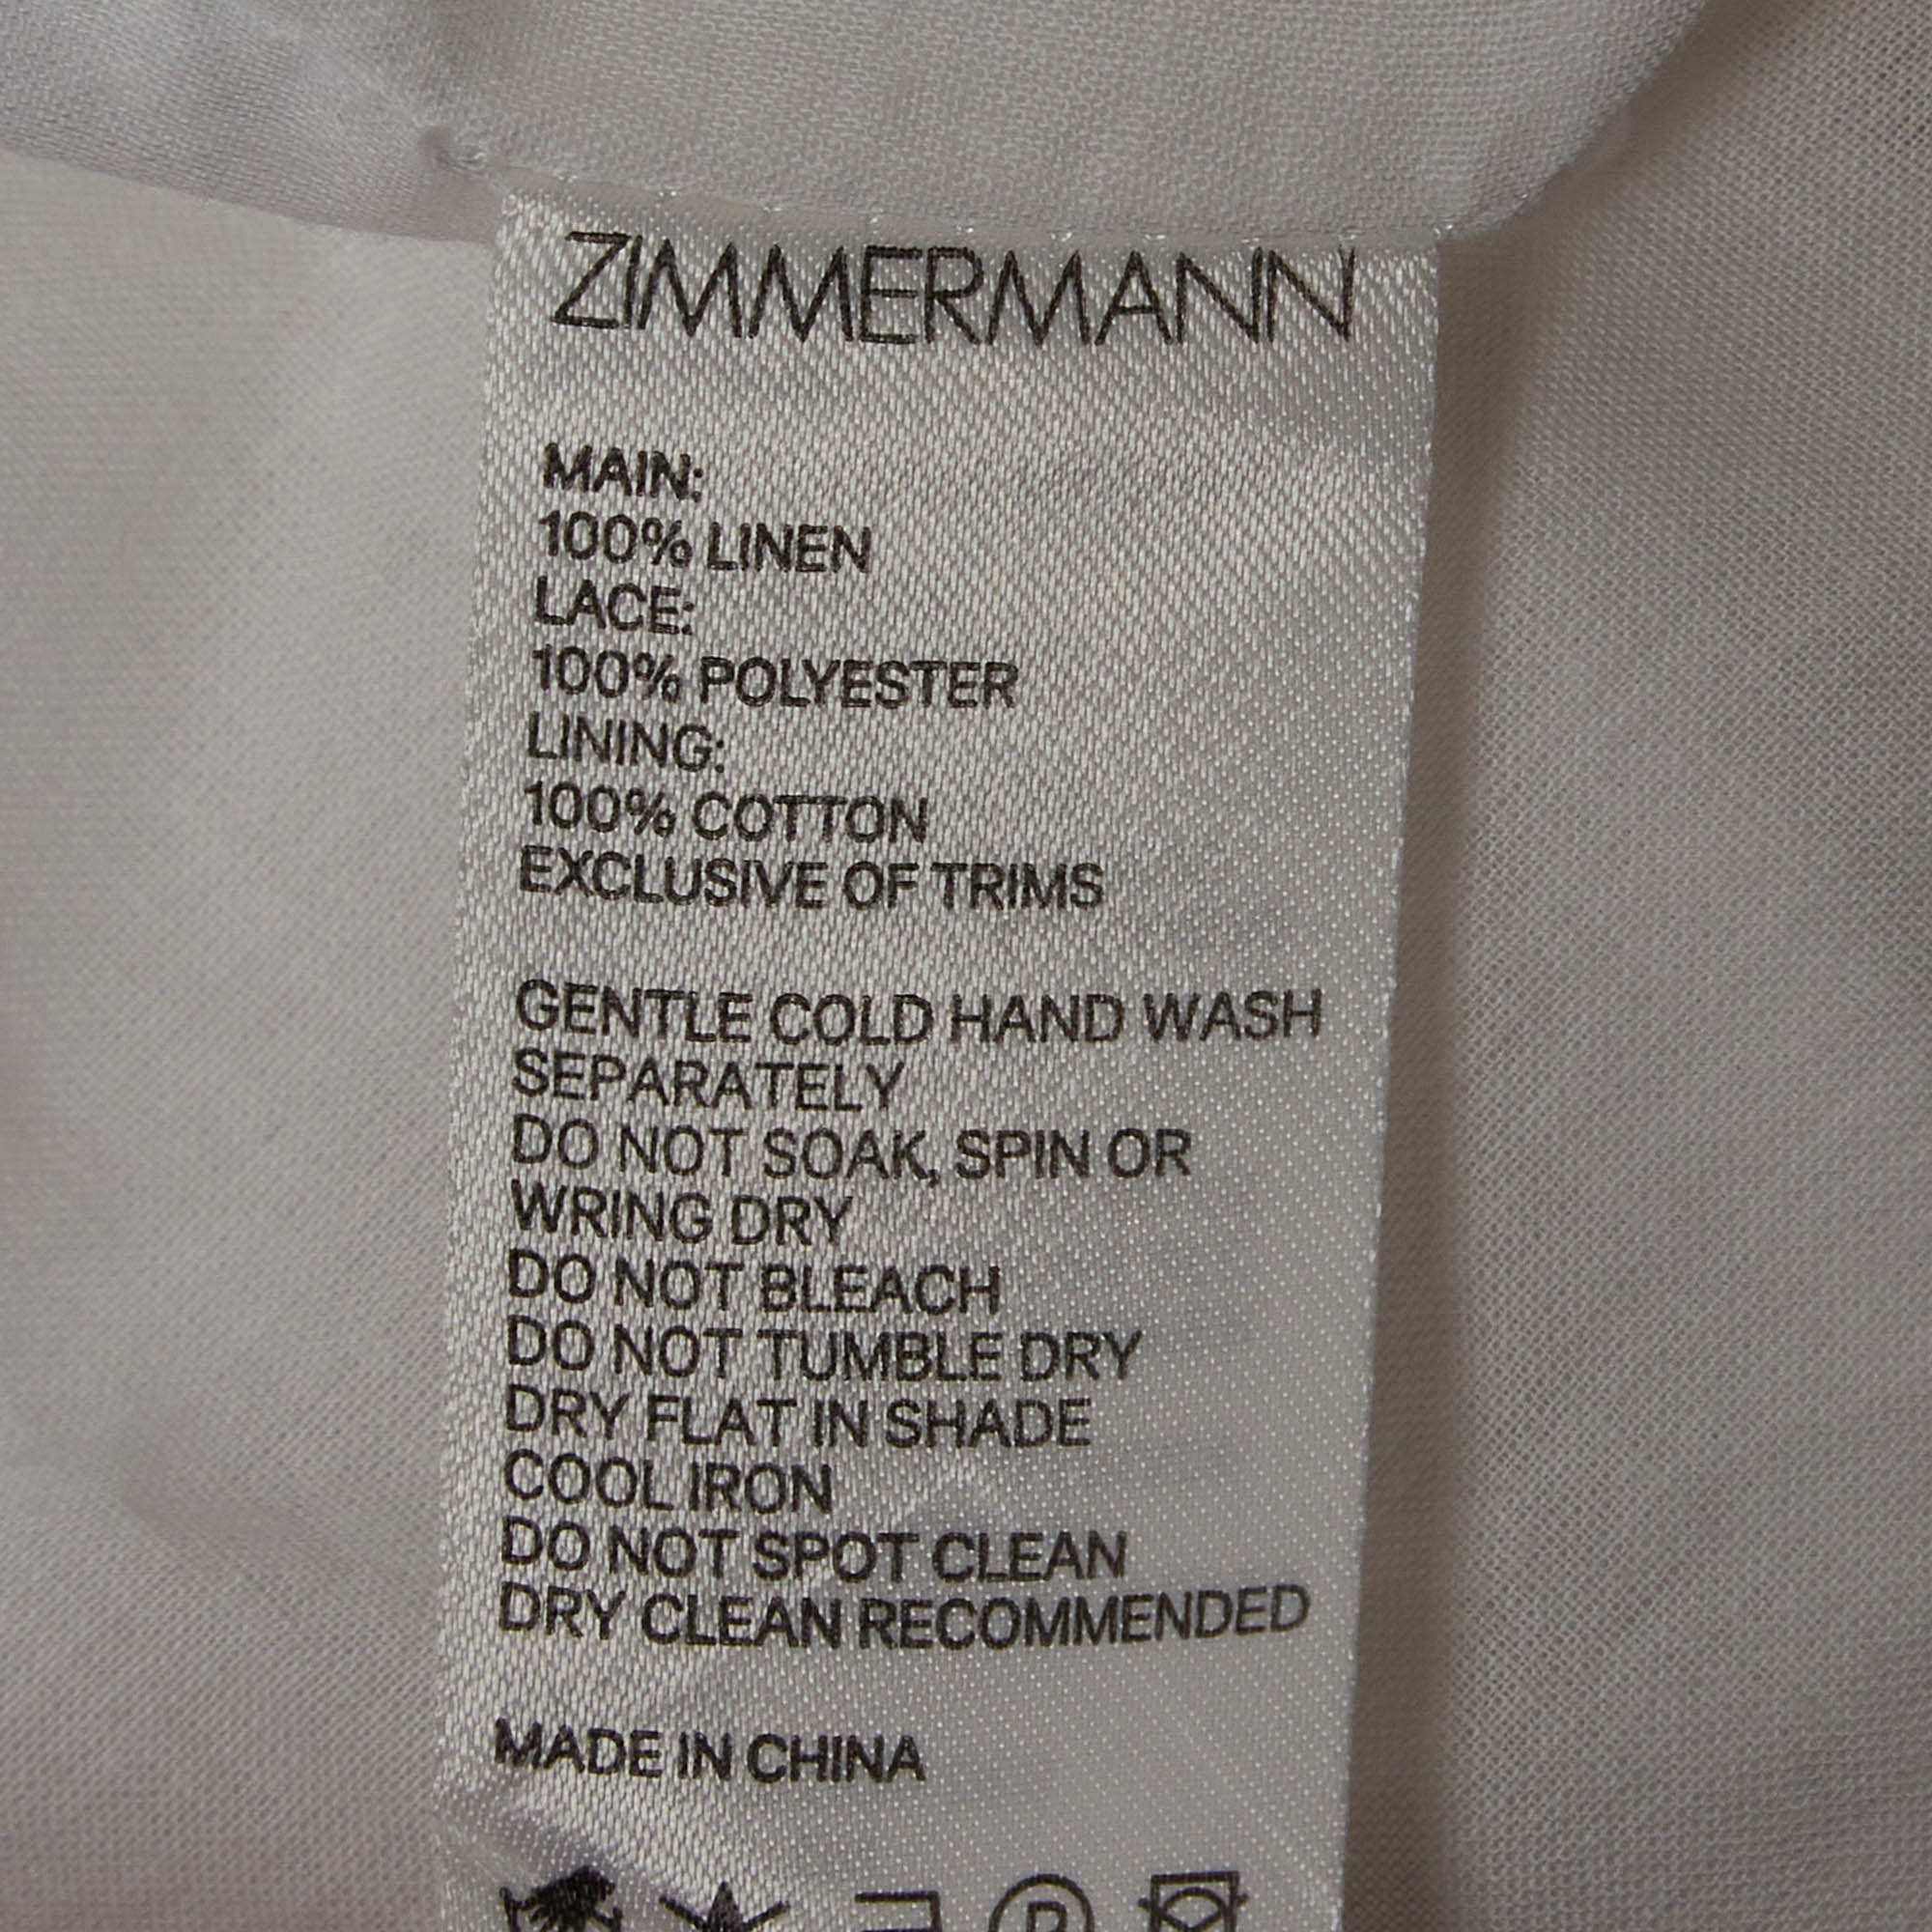 ZIMMERMANN
MAIN:
100% LINEN
LACE:
100% POLYESTER
LINING:
100% COTTON
EXCLUSIVE OF TRIMS
GENTLE COLD HAND WASH
SEPARATELY
DO NOT SOAK, SPIN OR
WRING DRY
DO NOT BLEACH
DO NOT TUMBLE DRY
DRY FLAT IN SHADE
COOL IRON
DO NOT SPOT CLEAN
DRY CLEAN RECOMMENDED
MADE IN CHINA
P